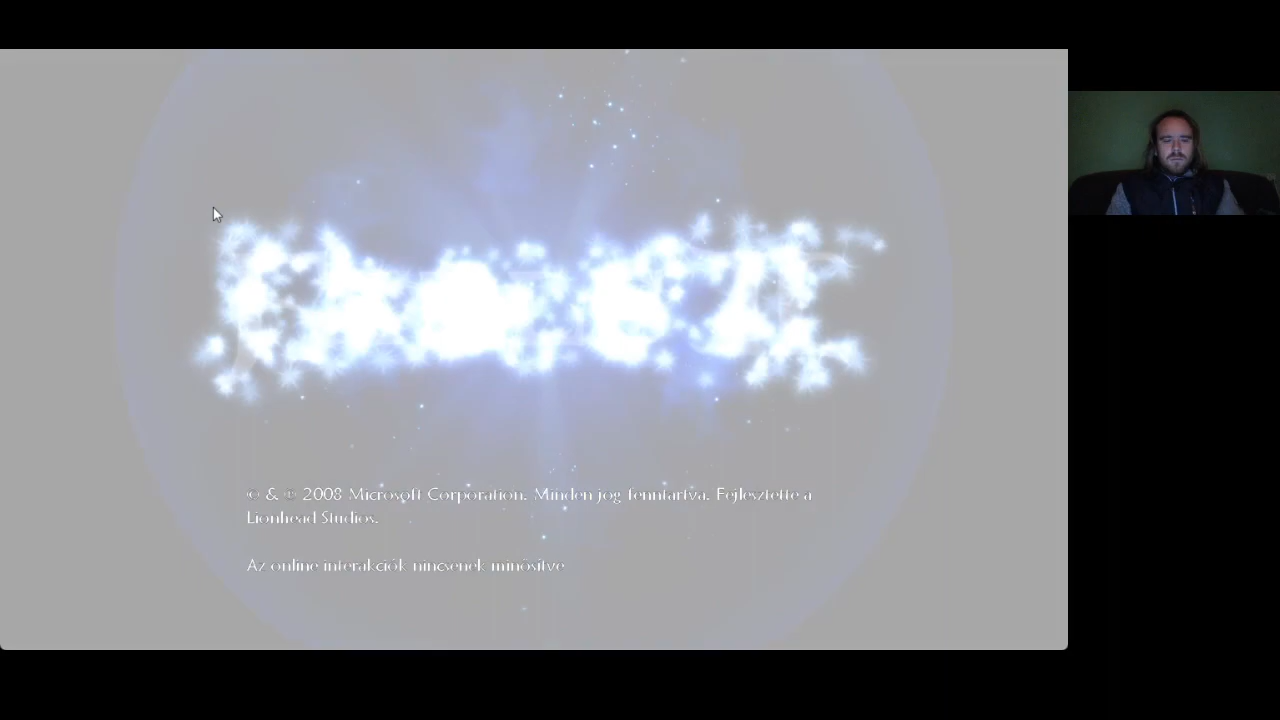 © & ℗ 2008 Microsoft Corporation. Minden jog fenntartva. Fejlesztette a
Lionhead Studios.
Az online interakciók nincsenek minősítve